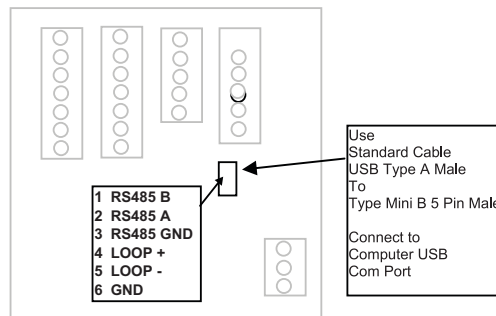 1 RS485 B
2 RS485 A
3 RS485 GND
4 LOOP +
5 LOOP -
6 GND
Use
Standard Cable
USB Type A Male
To
Type Mini B 5 Pin Male
Connect to
Computer USB
Com Port